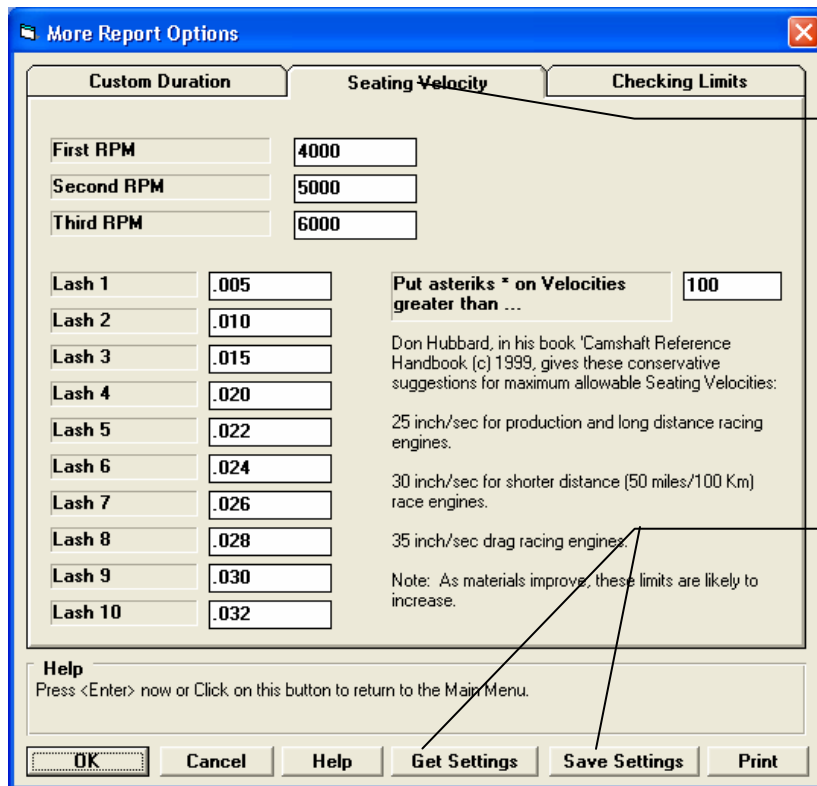 More Report Options
Custom Duration
Seating Velocity
Checking Limits
First RPM 4000
Second RPM 5000
Third RPM 6000
Lash 1 .005
Lash 2 .010
Lash 3 .015
Lash 4 .020
Lash 5 .022
Lash 6 .024
Lash 7 .026
Lash 8 .028
Lash 9 .030
Lash 10 .032
Put asteriks * on Velocities 100
greater than ...
Don Hubbard, in his book 'Camshaft Reference
Handbook (c) 1999, gives these conservative
suggestions for maximum allowable Seating Velocities:
25 inch/sec for production and long distance racing
engines.
30 inch/sec for shorter distance (50 miles/100 Km)
race engines.
35 inch/sec drag racing engines.
Note: As materials improve, these limits are likely to
increase.
Help
Press <Enter> now or Click on this button to return to the Main Menu.
OK
Cancel
Help
Get Settings
Save Settings
Print